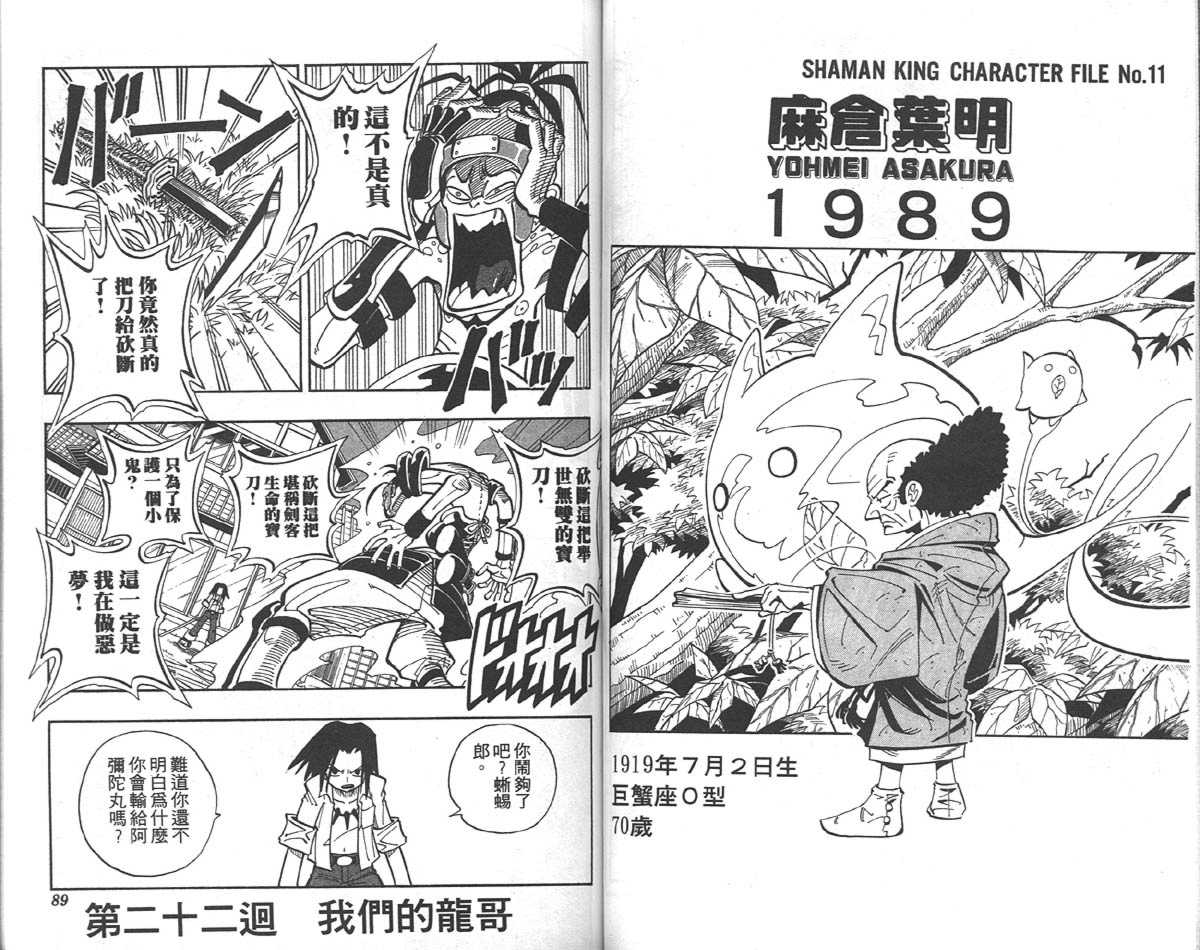 SHAMAN KING CHARACTER FILE No.11
麻倉葉明
YOHMEI ASAKURA
1989
1919年7月2日生
巨蟹座O型
70歲
這不是真
的！
バッ
バーン
你竟然真的
把刀給砍斷
了！
砍斷這把舉
世無雙的寶
刀！
砍斷這把
堪稱劍客
生命的寶
刀！
只為了保
護一個小
鬼？
這一定是
我在做惡
夢！
ドオオオオ
你鬧夠了
吧？蜥蜴
郎。
難道你還不
明白為什麼
你會輸給阿
彌陀丸嗎？
89
第二十二迴　我們的龍哥